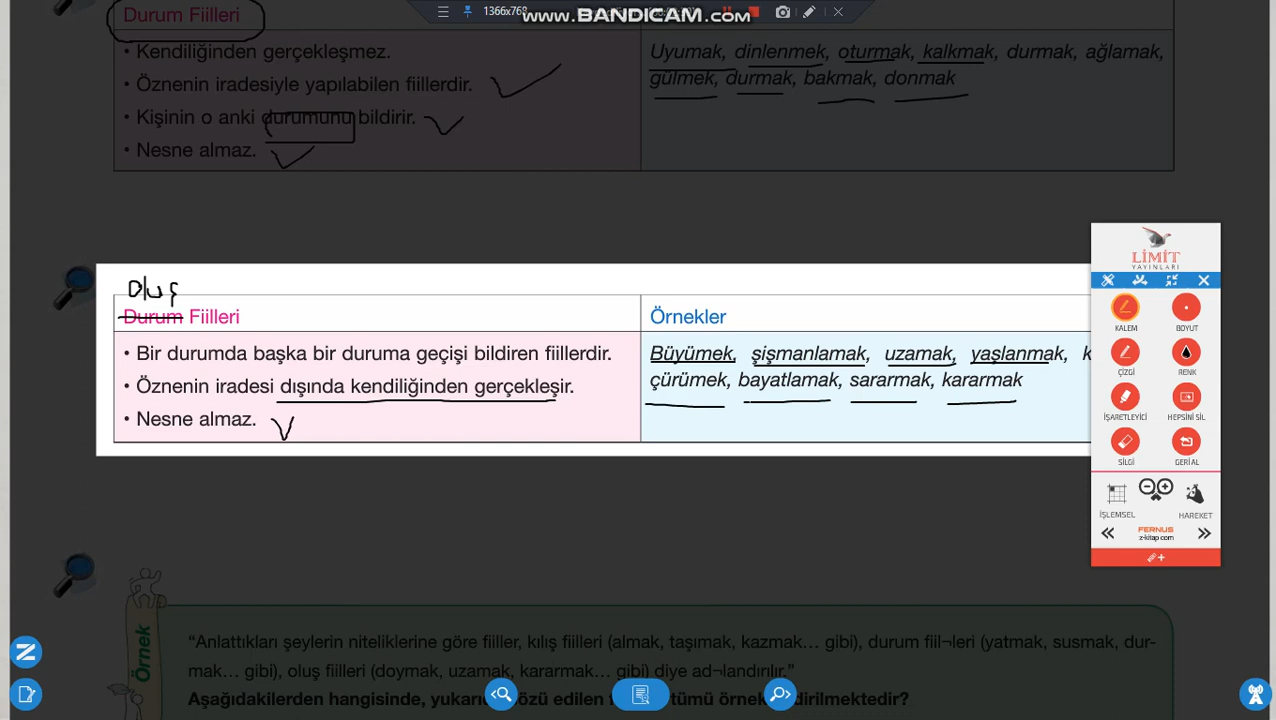 1366x768
www.BANDICAM.com
Durum Fiilleri
• Kendiliğinden gerçekleşmez.
• Öznenin iradesiyle yapılabilen fiillerdir.
• Kişinin o anki durumunu bildirir.
• Nesne almaz.
Uyumak, dinlenmek, oturmak, kalkmak, durmak, ağlamak,
gülmek, durmak, bakmak, donmak
Oluş
Durum Fiilleri
Örnekler
• Bir durumda başka bir duruma geçişi bildiren fiillerdir.
• Öznenin iradesi dışında kendiliğinden gerçekleşir.
• Nesne almaz.
Büyümek, şişmanlamak, uzamak, yaşlanmak, k
çürümek, bayatlamak, sararmak, kararmak
LİMİT
YAYINLARI
KALEM
BOYUT
ÇİZGİ
RENK
İŞARETLEYİCİ
HEPSİNİ SİL
SİLGİ
GERİ AL
İŞLEMSEL
HAREKET
FERNUS
z-kitap.com
Örnek
“Anlattıkları şeylerin niteliklerine göre fiiller, kılış fiilleri (almak, taşımak, kazmak... gibi), durum fiil¬leri (yatmak, susmak, dur-
mak... gibi), oluş fiilleri (doymak, uzamak, kararmak... gibi) diye ad¬landırılır.”
Aşağıdakilerden hangisinde, yukarıd özü edilen f tümü örnek dirilmektedir?